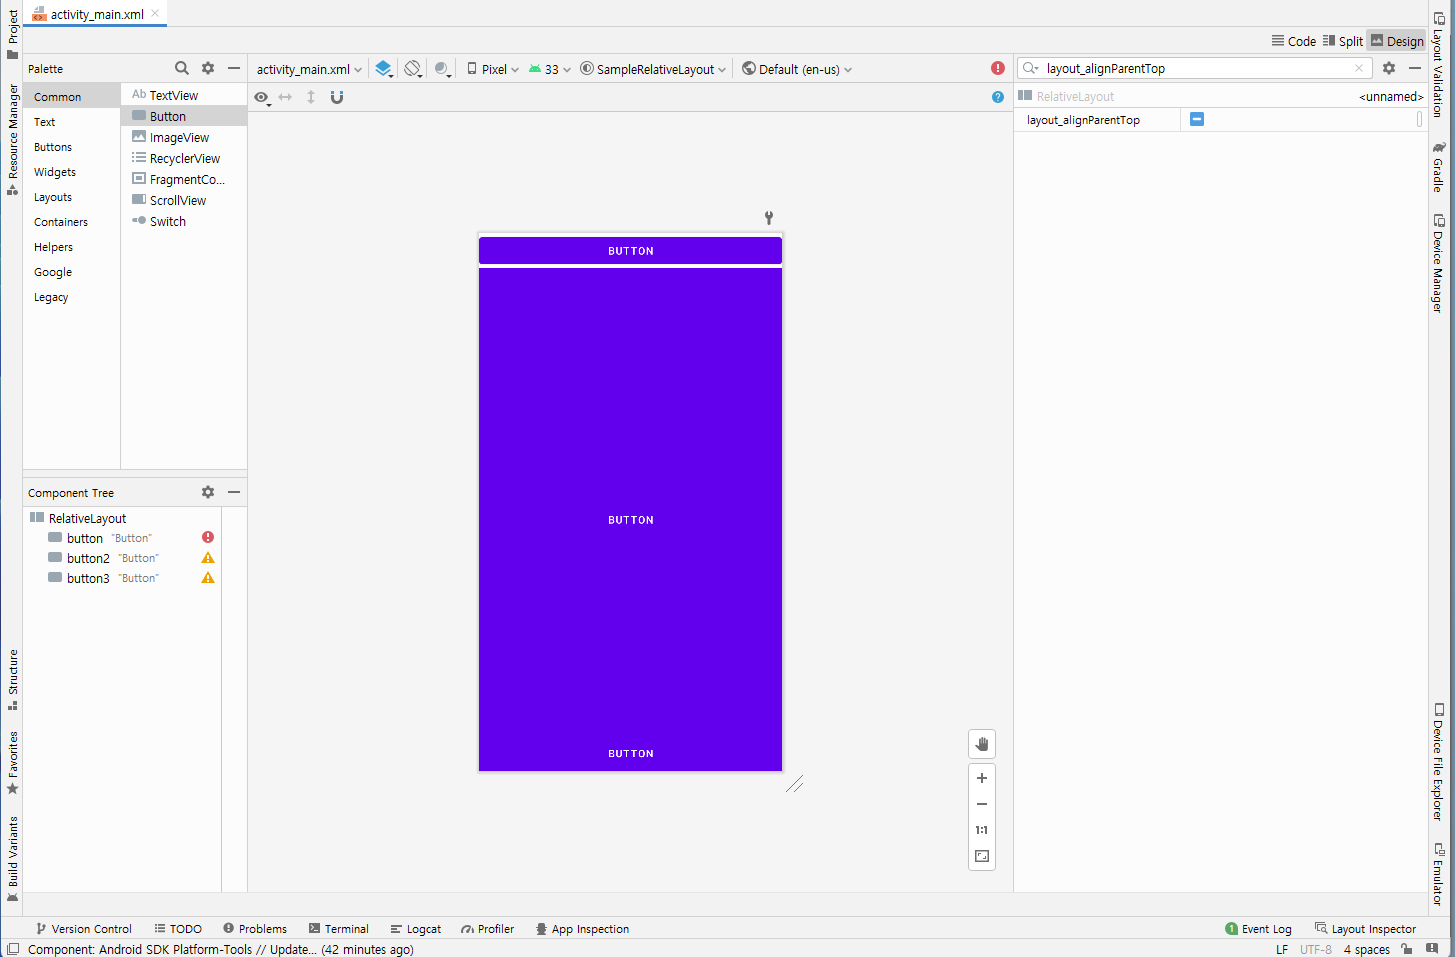 activity_main.xml
Code
Split
Design
Project
Resource Manager
Structure
Favorites
Build Variants
Palette
Common
Text
Buttons
Widgets
Layouts
Containers
Helpers
Google
Legacy
Ab TextView
Button
ImageView
RecyclerView
FragmentCo...
ScrollView
Switch
Component Tree
RelativeLayout
button "Button"
button2 "Button"
button3 "Button"
activity_main.xml
Pixel
33
SampleRelativeLayout
Default (en-us)
BUTTON
BUTTON
BUTTON
1:1
layout_alignParentTop
RelativeLayout
<unnamed>
layout_alignParentTop
Layout Validation
Gradle
Device Manager
Device File Explorer
Emulator
Version Control
TODO
Problems
Terminal
Logcat
Profiler
App Inspection
1 Event Log
Layout Inspector
Component: Android SDK Platform-Tools // Update... (42 minutes ago)
LF
UTF-8
4 spaces